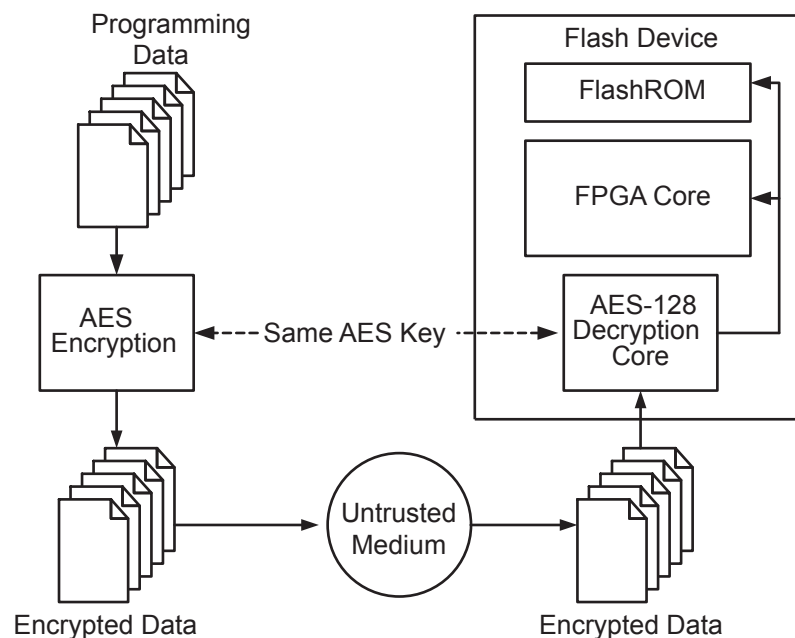 Programming
Data
Flash Device
FlashROM
FPGA Core
AES
Encryption
Same AES Key
AES-128
Decryption
Core
Untrusted
Medium
Encrypted Data
Encrypted Data